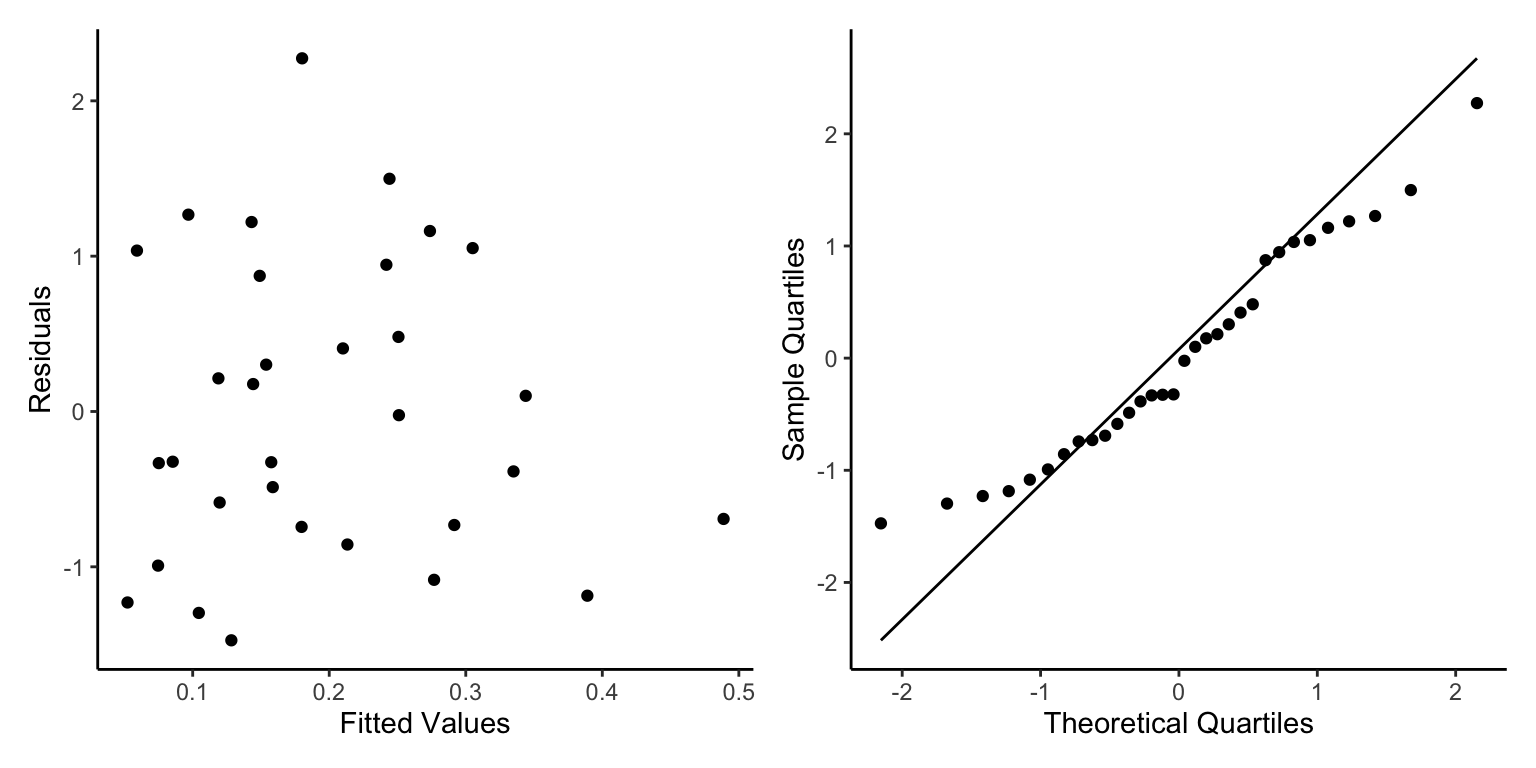 Residuals
2
1
0
-1
0.1 0.2 0.3 0.4 0.5
Fitted Values
Sample Quartiles
2
1
0
-1
-2
-2 -1 0 1 2
Theoretical Quartiles